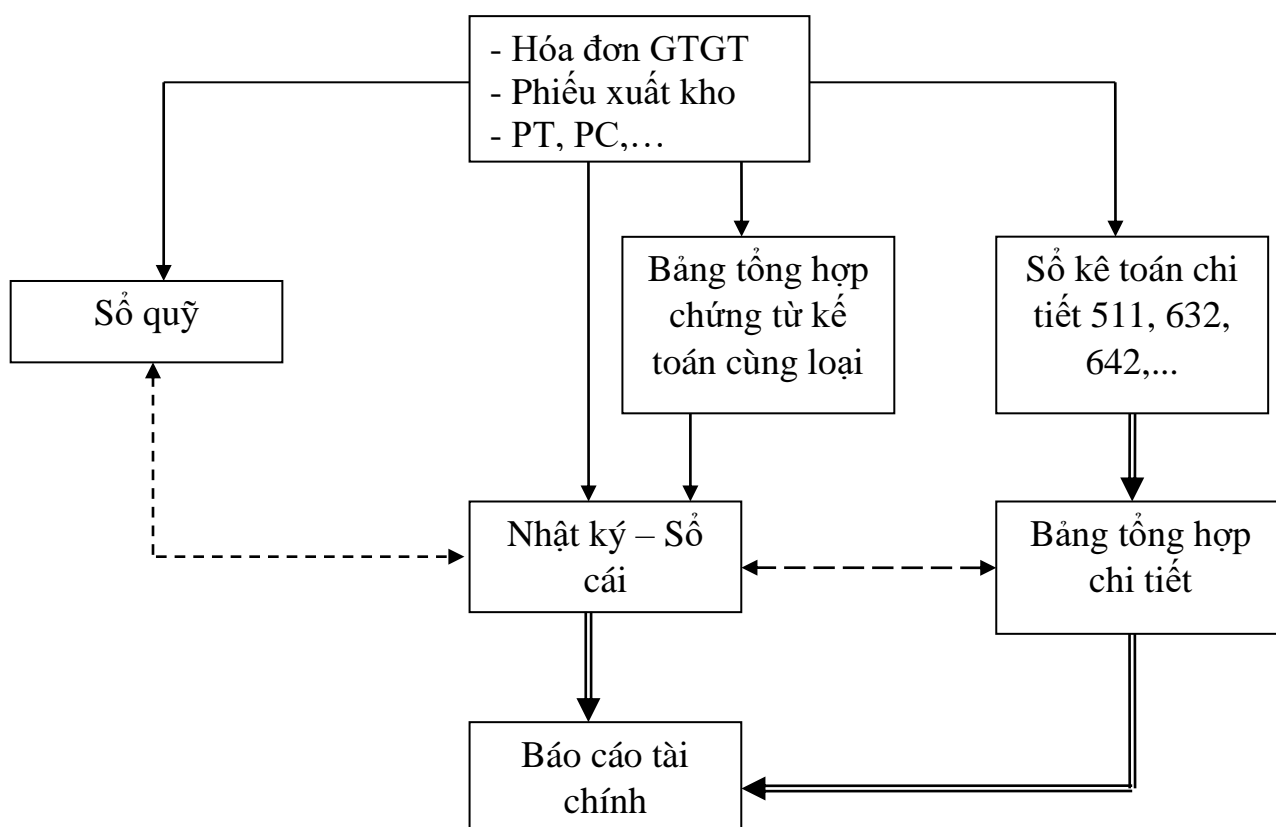 - Hóa đơn GTGT
- Phiếu xuất kho
- PT, PC,…
Sổ quỹ
Bảng tổng hợp
chứng từ kế
toán cùng loại
Sổ kê toán chi
tiết 511, 632,
642,...
Nhật ký – Sổ
cái
Bảng tổng hợp
chi tiết
Báo cáo tài
chính